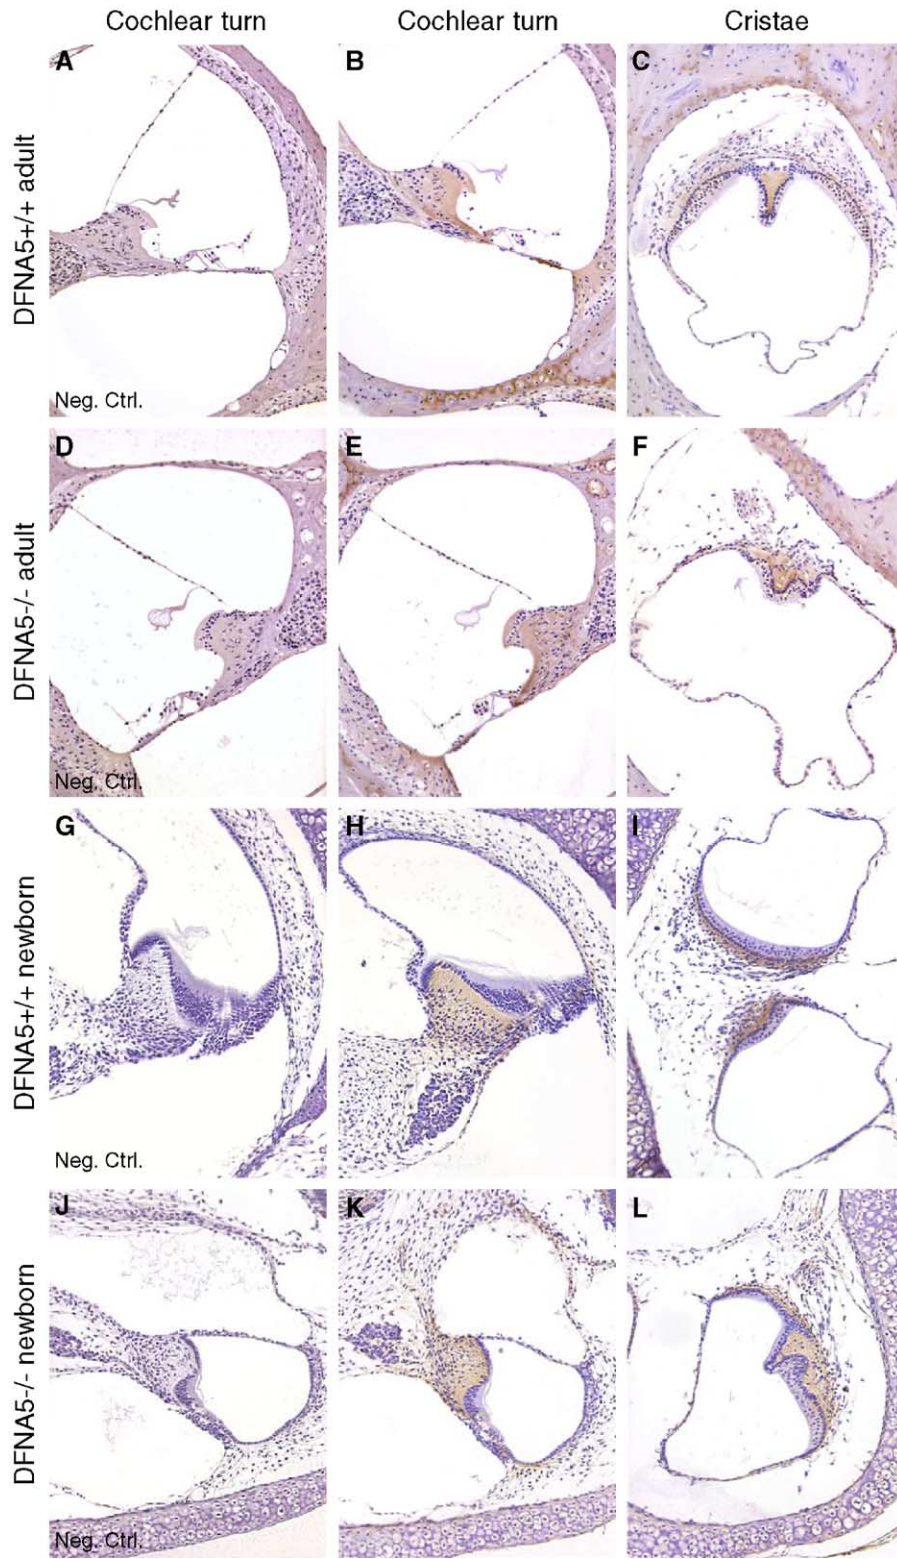 Cochlear turn Cochlear turn Cristae
DFNA5+/+ adult
A B C
Neg. Ctrl.
DFNA5-/- adult
D E F
Neg. Ctrl.
DFNA5+/+ newborn
G H I
Neg. Ctrl.
DFNA5-/- newborn
J K L
Neg. Ctrl.